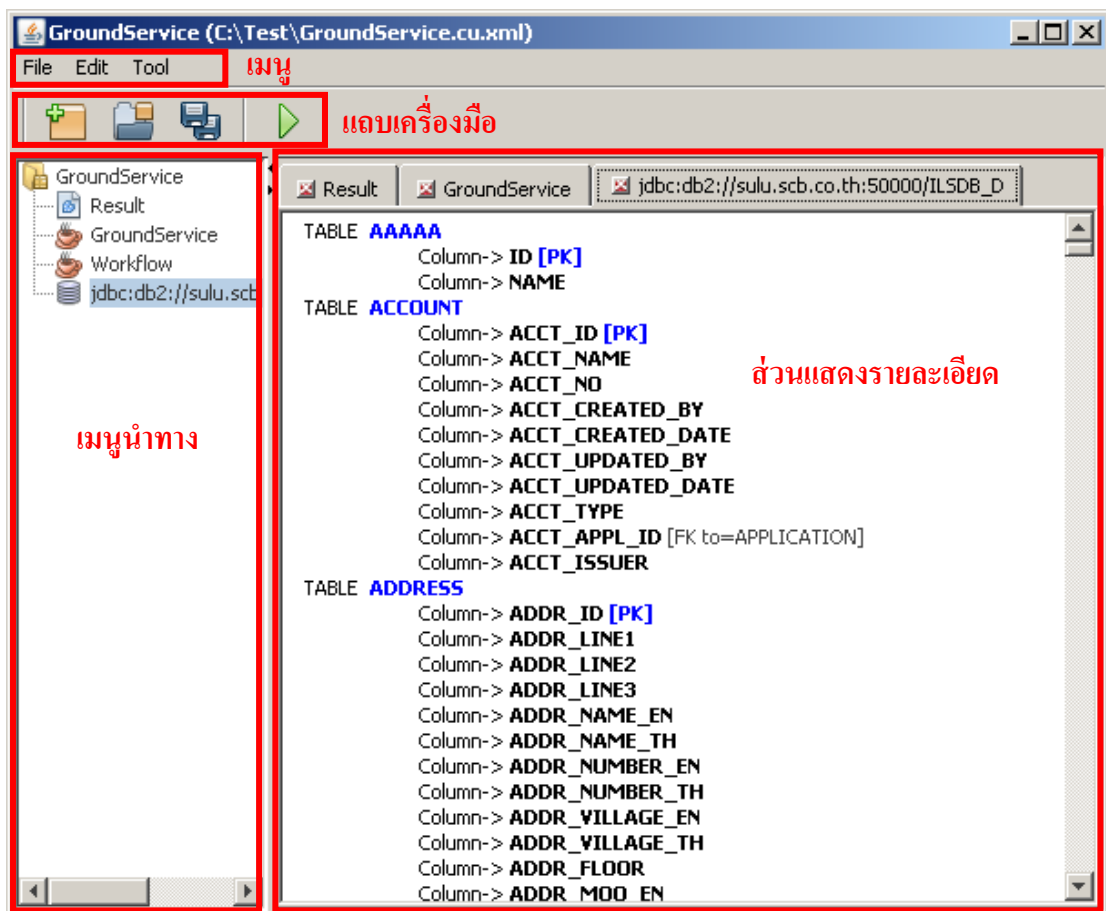 GroundService (C:\Test\GroundService.cu.xml)
File Edit Tool เมนู
แถบเครื่องมือ
GroundService
Result
GroundService
Workflow
jdbc:db2://sulu.scb
เมนูนำทาง
Result GroundService jdbc:db2://sulu.scb.co.th:50000/ILSDB_D
TABLE AAAAA
Column-> ID [PK]
Column-> NAME
TABLE ACCOUNT
Column-> ACCT_ID [PK]
Column-> ACCT_NAME
Column-> ACCT_NO
Column-> ACCT_CREATED_BY
Column-> ACCT_CREATED_DATE
Column-> ACCT_UPDATED_BY
Column-> ACCT_UPDATED_DATE
Column-> ACCT_TYPE
Column-> ACCT_APPL_ID [FK to=APPLICATION]
Column-> ACCT_ISSUER
TABLE ADDRESS
Column-> ADDR_ID [PK]
Column-> ADDR_LINE1
Column-> ADDR_LINE2
Column-> ADDR_LINE3
Column-> ADDR_NAME_EN
Column-> ADDR_NAME_TH
Column-> ADDR_NUMBER_EN
Column-> ADDR_NUMBER_TH
Column-> ADDR_VILLAGE_EN
Column-> ADDR_VILLAGE_TH
Column-> ADDR_FLOOR
Column-> ADDR_MOO_EN
ส่วนแสดงรายละเอียด